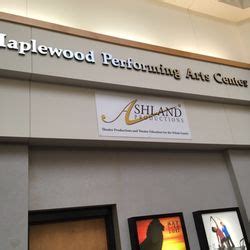 Maplewood Performing Arts Center
ASHLAND
PRODUCTIONS
Theater Productions and Theater Education for the Whole Family